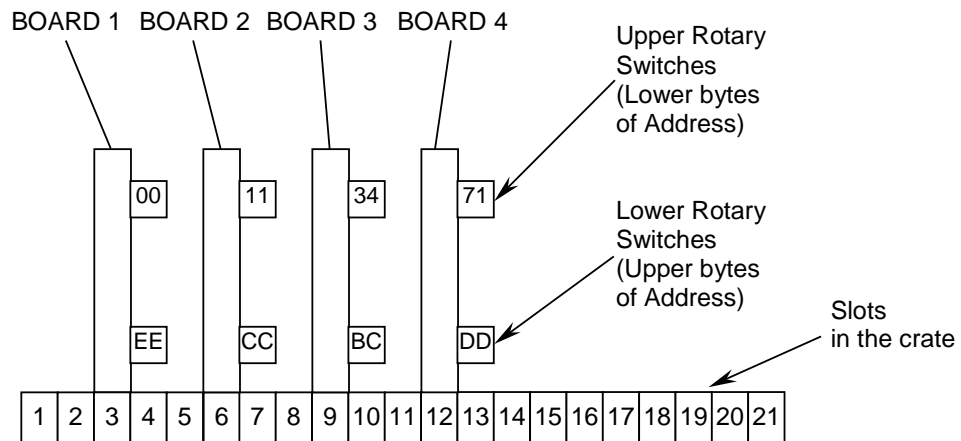 BOARD 1 BOARD 2 BOARD 3 BOARD 4
Upper Rotary
Switches
(Lower bytes
of Address)
00 11 34 71
Lower Rotary
Switches
(Upper bytes
of Address)
EE CC BC DD
Slots
in the crate
1 2 3 4 5 6 7 8 9 10 11 12 13 14 15 16 17 18 19 20 21